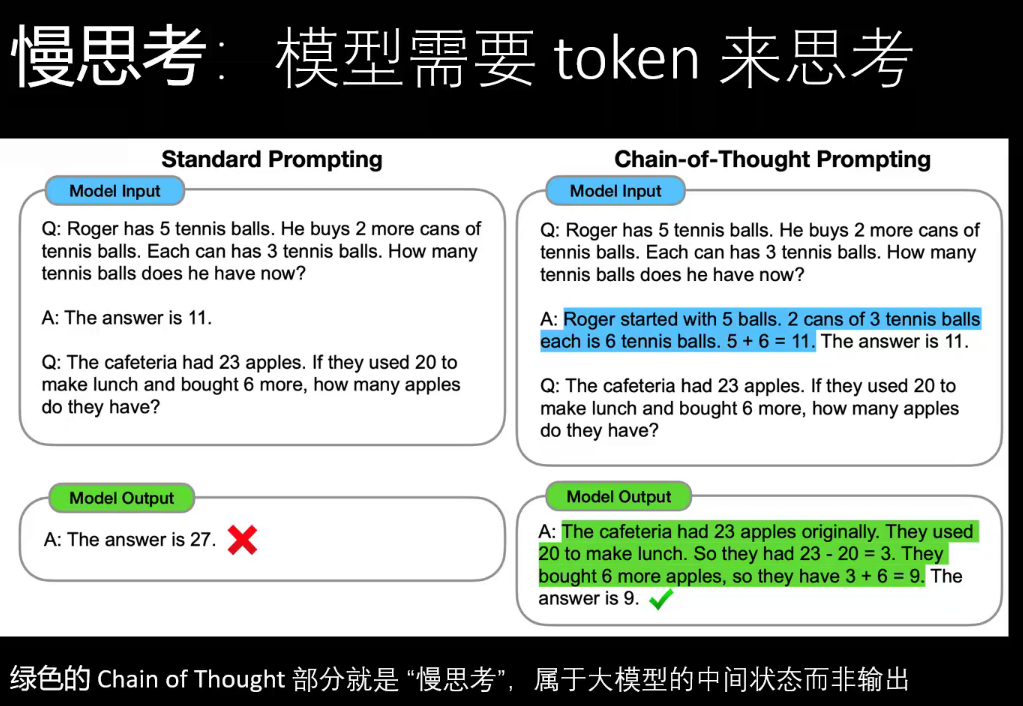 慢思考：模型需要 token 来思考
Standard Prompting
Model Input
Q: Roger has 5 tennis balls. He buys 2 more cans of
tennis balls. Each can has 3 tennis balls. How many
tennis balls does he have now?
A: The answer is 11.
Q: The cafeteria had 23 apples. If they used 20 to
make lunch and bought 6 more, how many apples
do they have?
Model Output
A: The answer is 27.
Chain-of-Thought Prompting
Model Input
Q: Roger has 5 tennis balls. He buys 2 more cans of
tennis balls. Each can has 3 tennis balls. How many
tennis balls does he have now?
A: Roger started with 5 balls. 2 cans of 3 tennis balls
each is 6 tennis balls. 5 + 6 = 11. The answer is 11.
Q: The cafeteria had 23 apples. If they used 20 to
make lunch and bought 6 more, how many apples
do they have?
Model Output
A: The cafeteria had 23 apples originally. They used
20 to make lunch. So they had 23 - 20 = 3. They
bought 6 more apples, so they have 3 + 6 = 9. The
answer is 9.
绿色的 Chain of Thought 部分就是 “慢思考”，属于大模型的中间状态而非输出